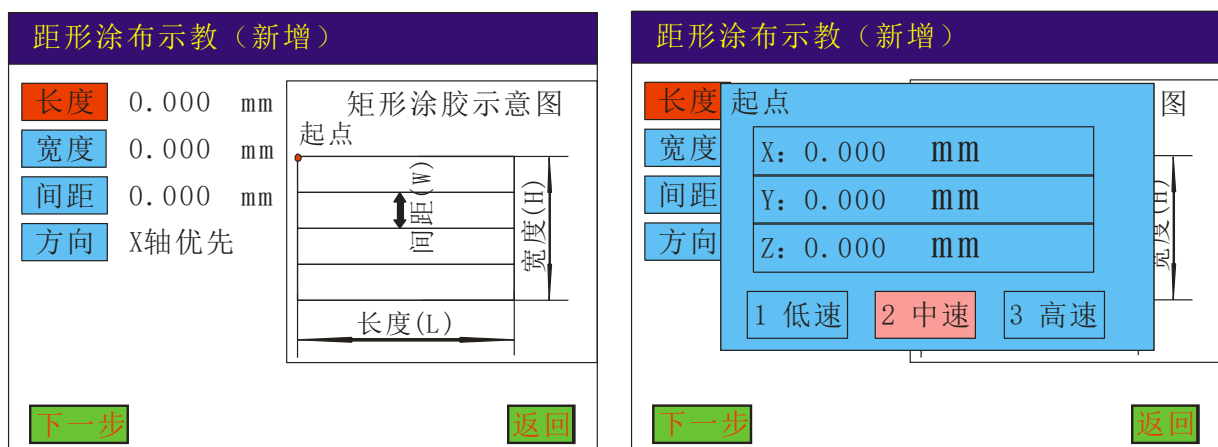 距形涂布示教（新增）
长度 0.000 mm
宽度 0.000 mm
间距 0.000 mm
方向 X轴优先
矩形涂胶示意图
起点
间距(W)
宽度(H)
长度(L)
下一步
返回
距形涂布示教（新增）
长度
宽度
间距
方向
起点
X: 0.000 mm
Y: 0.000 mm
Z: 0.000 mm
1 低速
2 中速
3 高速
图
宽度(H)
下一步
返回